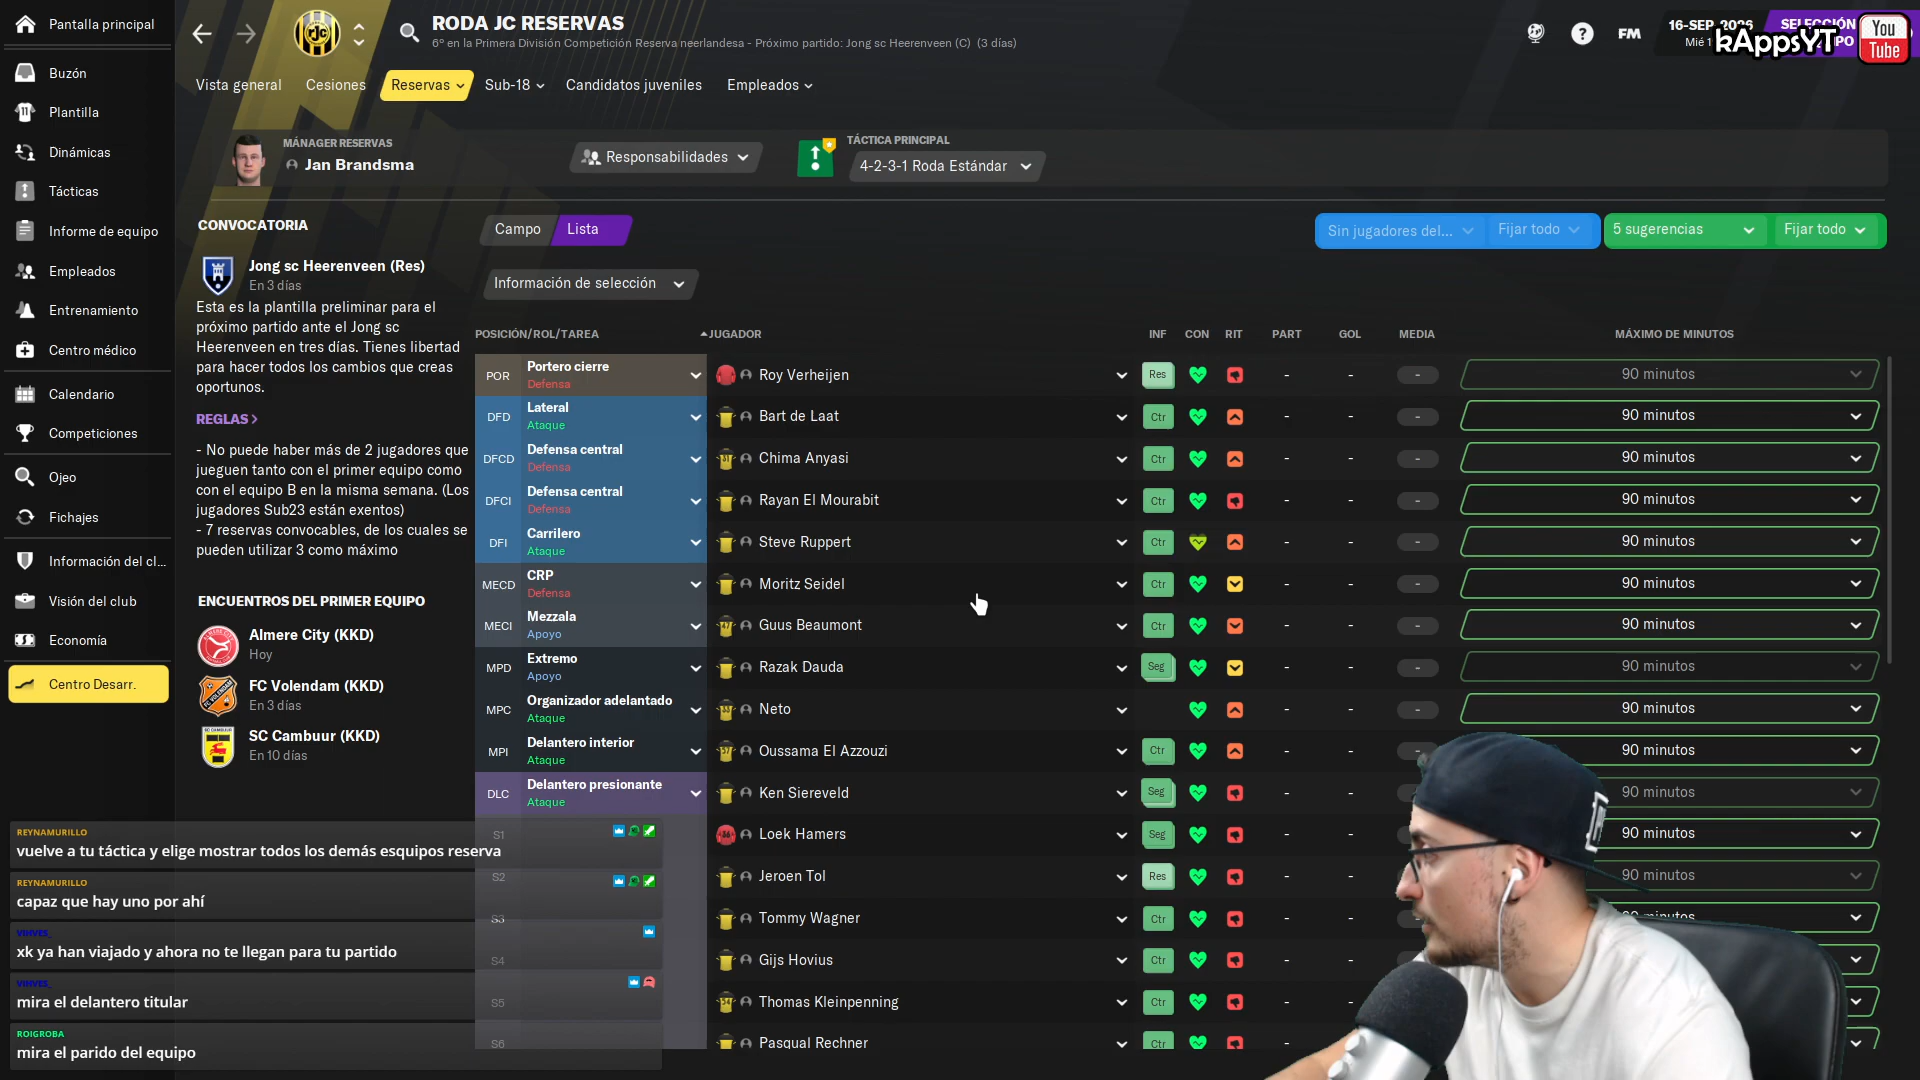 Pantalla principal
Buzón
Plantilla
Dinámicas
Tácticas
Informe de equipo
Empleados
Entrenamiento
Centro médico
Calendario
Competiciones
Ojeo
Fichajes
Información del cl...
Visión del club
Economía
Centro Desarr.
RODA JC RESERVAS
6º en la Primera División Competición Reserva neerlandesa - Próximo partido: Jong sc Heerenveen (C) (3 días)
FM
16-SEP. 2026
Mié
SELECCIÓN
kAppsYT
You
Tube
Vista general
Cesiones
Reservas
Sub-18
Candidatos juveniles
Empleados
MÁNAGER RESERVAS
Jan Brandsma
Responsabilidades
TÁCTICA PRINCIPAL
4-2-3-1 Roda Estándar
CONVOCATORIA
Jong sc Heerenveen (Res)
En 3 días
Esta es la plantilla preliminar para el
próximo partido ante el Jong sc
Heerenveen en tres días. Tienes libertad
para hacer todos los cambios que creas
oportunos.
REGLAS >
- No puede haber más de 2 jugadores que
jueguen tanto con el primer equipo como
con el equipo B en la misma semana. (Los
jugadores Sub23 están exentos)
- 7 reservas convocables, de los cuales se
pueden utilizar 3 como máximo
ENCUENTROS DEL PRIMER EQUIPO
Almere City (KKD)
Hoy
FC Volendam (KKD)
En 3 días
SC Cambuur (KKD)
En 10 días
Campo
Lista
Sin jugadores del...
Fijar todo
5 sugerencias
Fijar todo
Información de selección
POSICIÓN/ROL/TAREA JUGADOR INF CON RIT PART GOL MEDIA MÁXIMO DE MINUTOS
POR Portero cierre Defensa Roy Verheijen Res - - - 90 minutos
DFD Lateral Ataque Bart de Laat Ctr - - - 90 minutos
DFCD Defensa central Defensa Chima Anyasi Ctr - - - 90 minutos
DFCI Defensa central Defensa Rayan El Mourabit Ctr - - - 90 minutos
DFI Carrilero Ataque Steve Ruppert Ctr - - - 90 minutos
MECD CRP Defensa Moritz Seidel Ctr - - - 90 minutos
MECI Mezzala Apoyo Guus Beaumont Ctr - - - 90 minutos
MPD Extremo Apoyo Razak Dauda Seg - - - 90 minutos
MPC Organizador adelantado Ataque Neto - - - 90 minutos
MPI Delantero interior Ataque Oussama El Azzouzi Ctr - - - 90 minutos
DLC Delantero presionante Ataque Ken Siereveld Seg - - 90 minutos
S1 Loek Hamers Seg - - 90 minutos
S2 Jeroen Tol Res - - 90 minutos
S3 Tommy Wagner Ctr - - minutos
S4 Gijs Hovius Ctr - -
S5 Thomas Kleinpenning Ctr - -
S6 Pasqual Rechner Ctr - -
REYNAMURILLO
vuelve a tu táctica y elige mostrar todos los demás esquipos reserva
REYNAMURILLO
capaz que hay uno por ahí
VIHVES_
xk ya han viajado y ahora no te llegan para tu partido
VIHVES_
mira el delantero titular
ROIGROBA
mira el parido del equipo